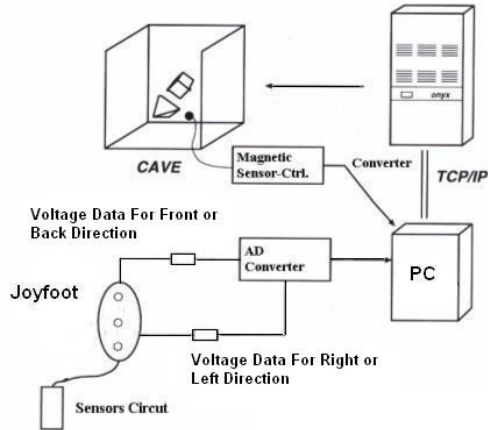 onyx
CAVE
Magnetic
Sensor-Ctrl.
Converter
TCP/IP
Voltage Data For Front or
Back Direction
AD
Converter
PC
Joyfoot
Voltage Data For Right or
Left Direction
Sensors Circut